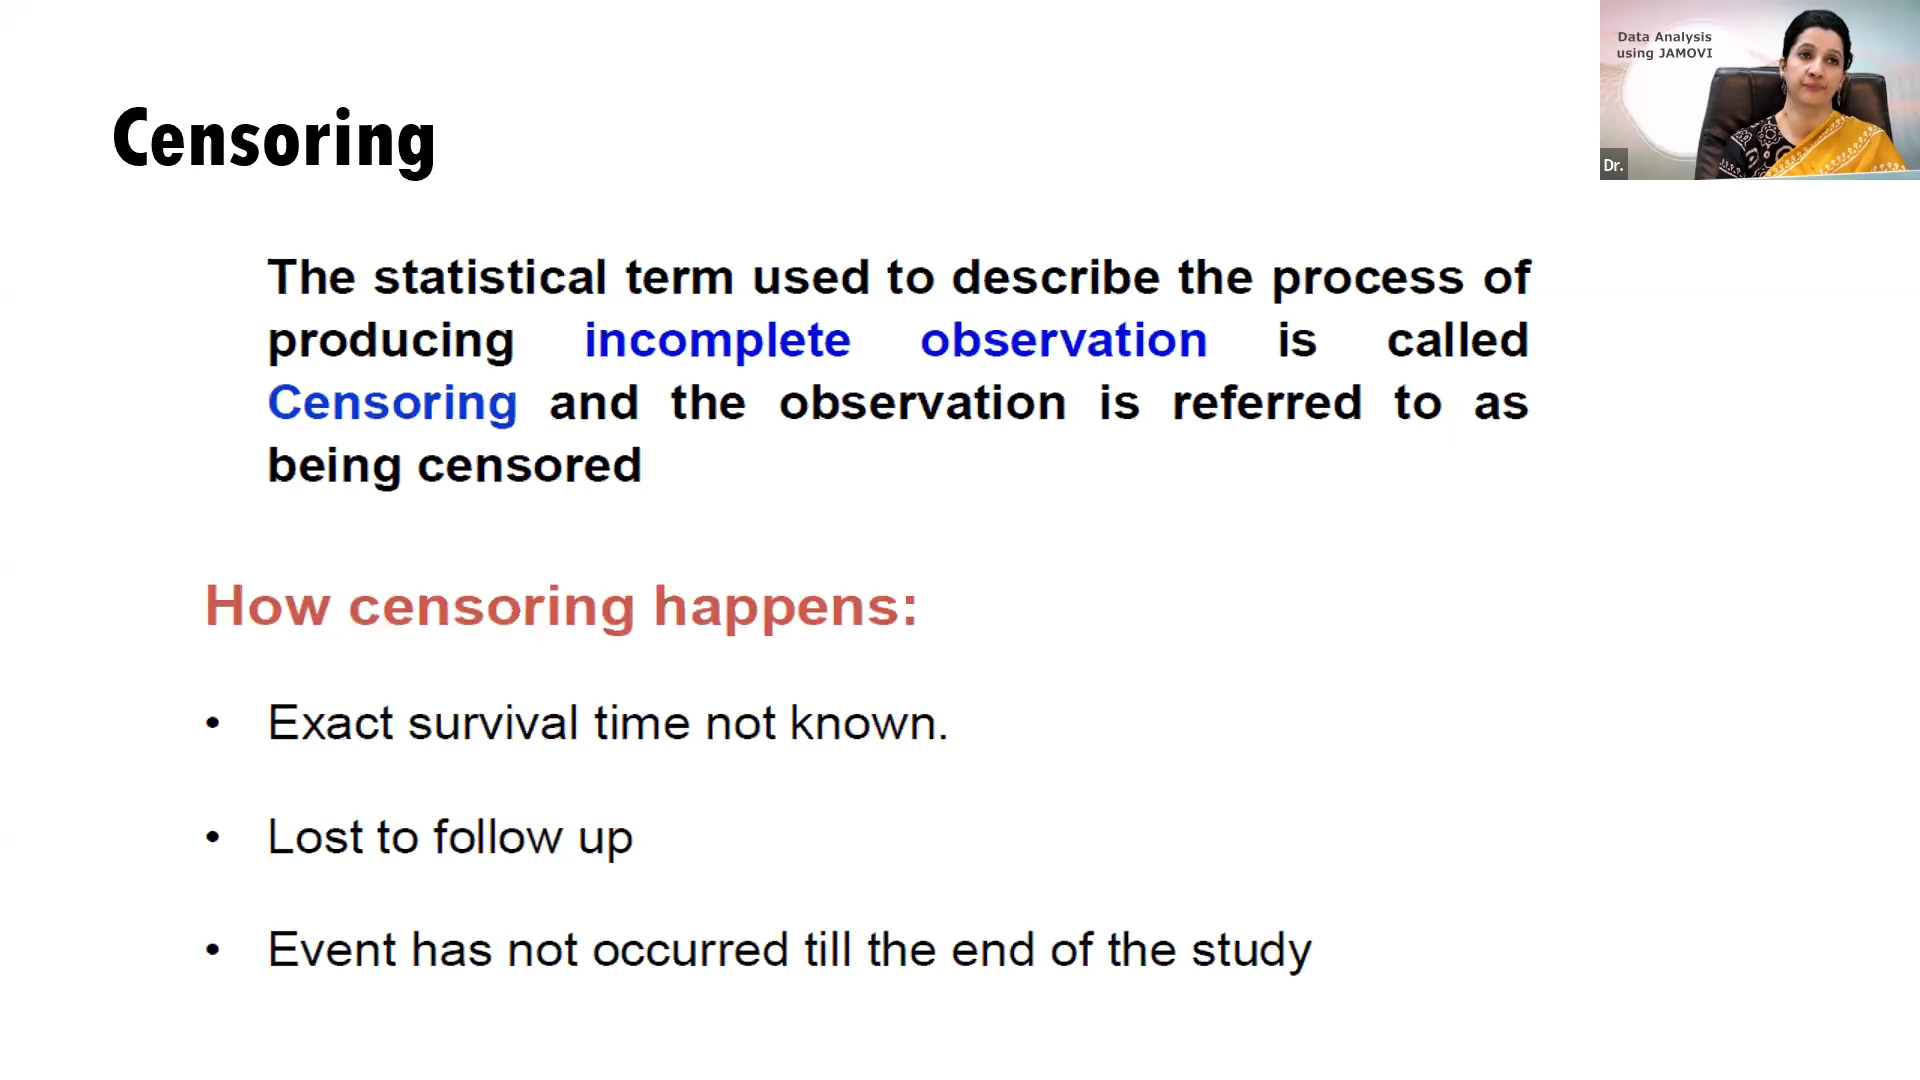 Data Analysis
using JAMOVI
Dr.
Censoring
The statistical term used to describe the process of
producing incomplete observation is called
Censoring and the observation is referred to as
being censored
How censoring happens:
• Exact survival time not known.
• Lost to follow up
• Event has not occurred till the end of the study